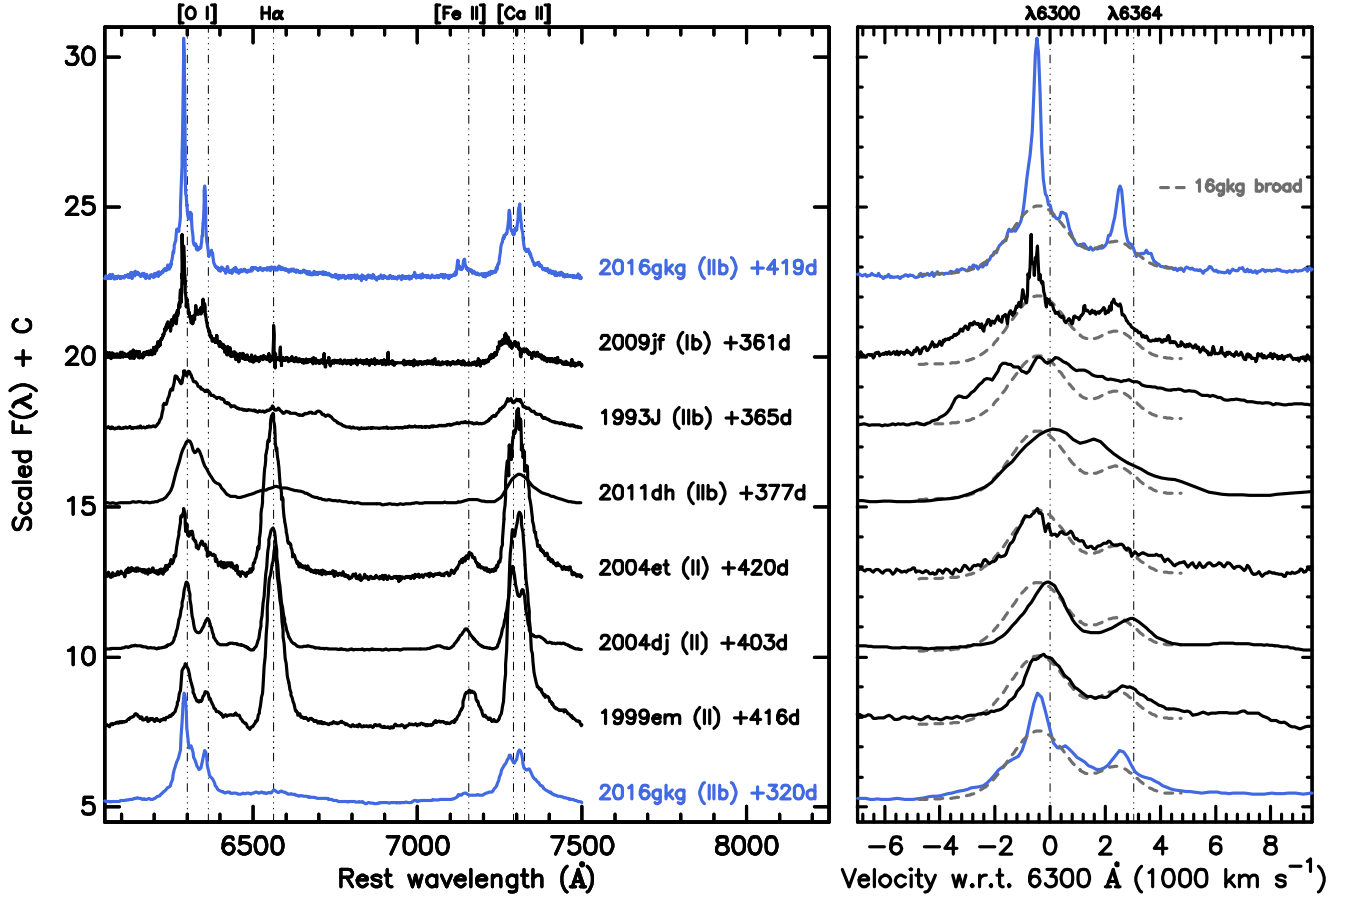 [O I] Hα [Fe II] [Ca II] λ6300 λ6364
30
25
20
15
10
5
Scaled F(λ) + C
16gkg broad
2016gkg (IIb) +419d
2009jf (Ib) +361d
1993J (IIb) +365d
2011dh (IIb) +377d
2004et (II) +420d
2004dj (II) +403d
1999em (II) +416d
2016gkg (IIb) +320d
6500 7000 7500 8000 −6 −4 −2 0 2 4 6 8
Rest wavelength (Å) Velocity w.r.t. 6300 Å (1000 km s⁻¹)